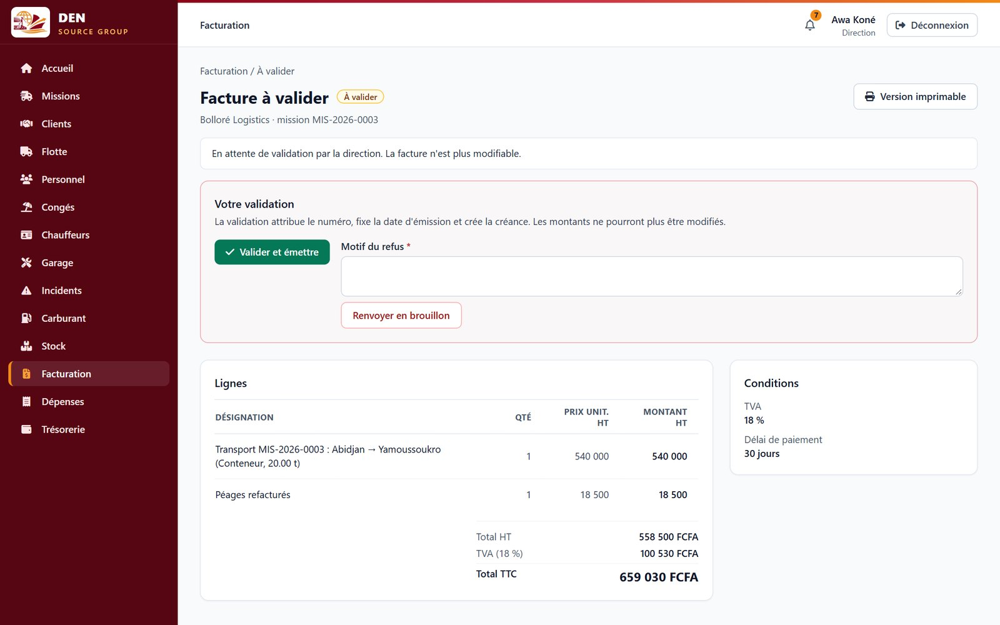 DEN
SOURCE GROUP
Accueil
Missions
Clients
Flotte
Personnel
Congés
Chauffeurs
Garage
Incidents
Carburant
Stock
Facturation
Dépenses
Trésorerie
Facturation
7
Awa Koné
Direction
Déconnexion
Facturation / À valider
Facture à valider
À valider
Version imprimable
Bolloré Logistics · mission MIS-2026-0003
En attente de validation par la direction. La facture n'est plus modifiable.
Votre validation
La validation attribue le numéro, fixe la date d'émission et crée la créance. Les montants ne pourront plus être modifiés.
Valider et émettre
Motif du refus *
Renvoyer en brouillon
Lignes
DÉSIGNATION QTÉ PRIX UNIT. HT MONTANT HT
Transport MIS-2026-0003 : Abidjan → Yamoussoukro
(Conteneur, 20.00 t) 1 540 000 540 000
Péages refacturés 1 18 500 18 500
Total HT 558 500 FCFA
TVA (18 %) 100 530 FCFA
Total TTC 659 030 FCFA
Conditions
TVA
18 %
Délai de paiement
30 jours